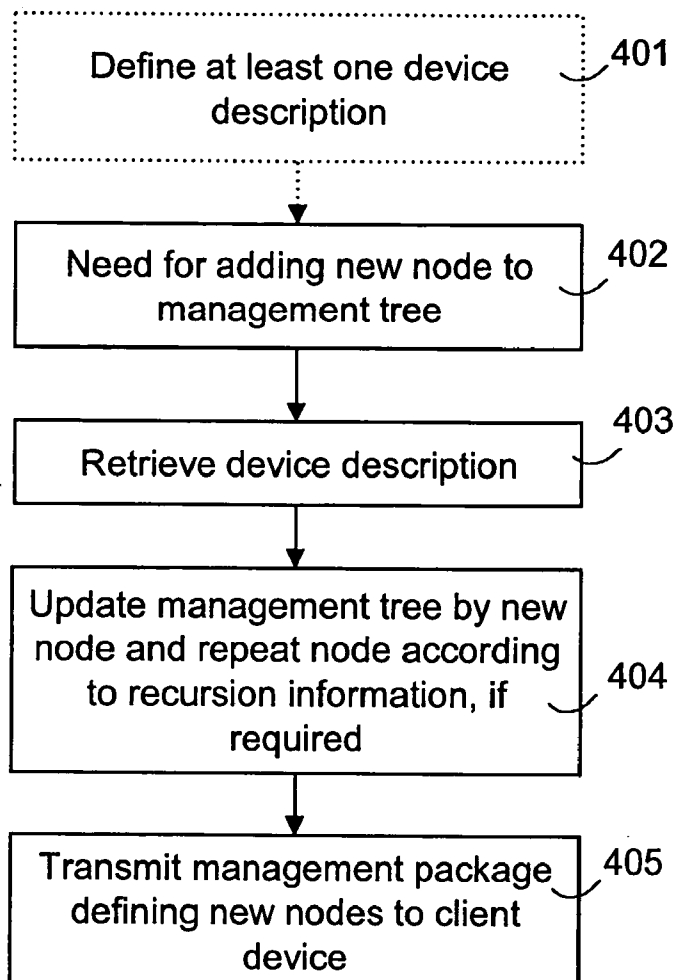 Define at least one device
description
401
Need for adding new node to
management tree
402
Retrieve device description
403
Update management tree by new
node and repeat node according
to recursion information, if
required
404
Transmit management package
defining new nodes to client
device
405